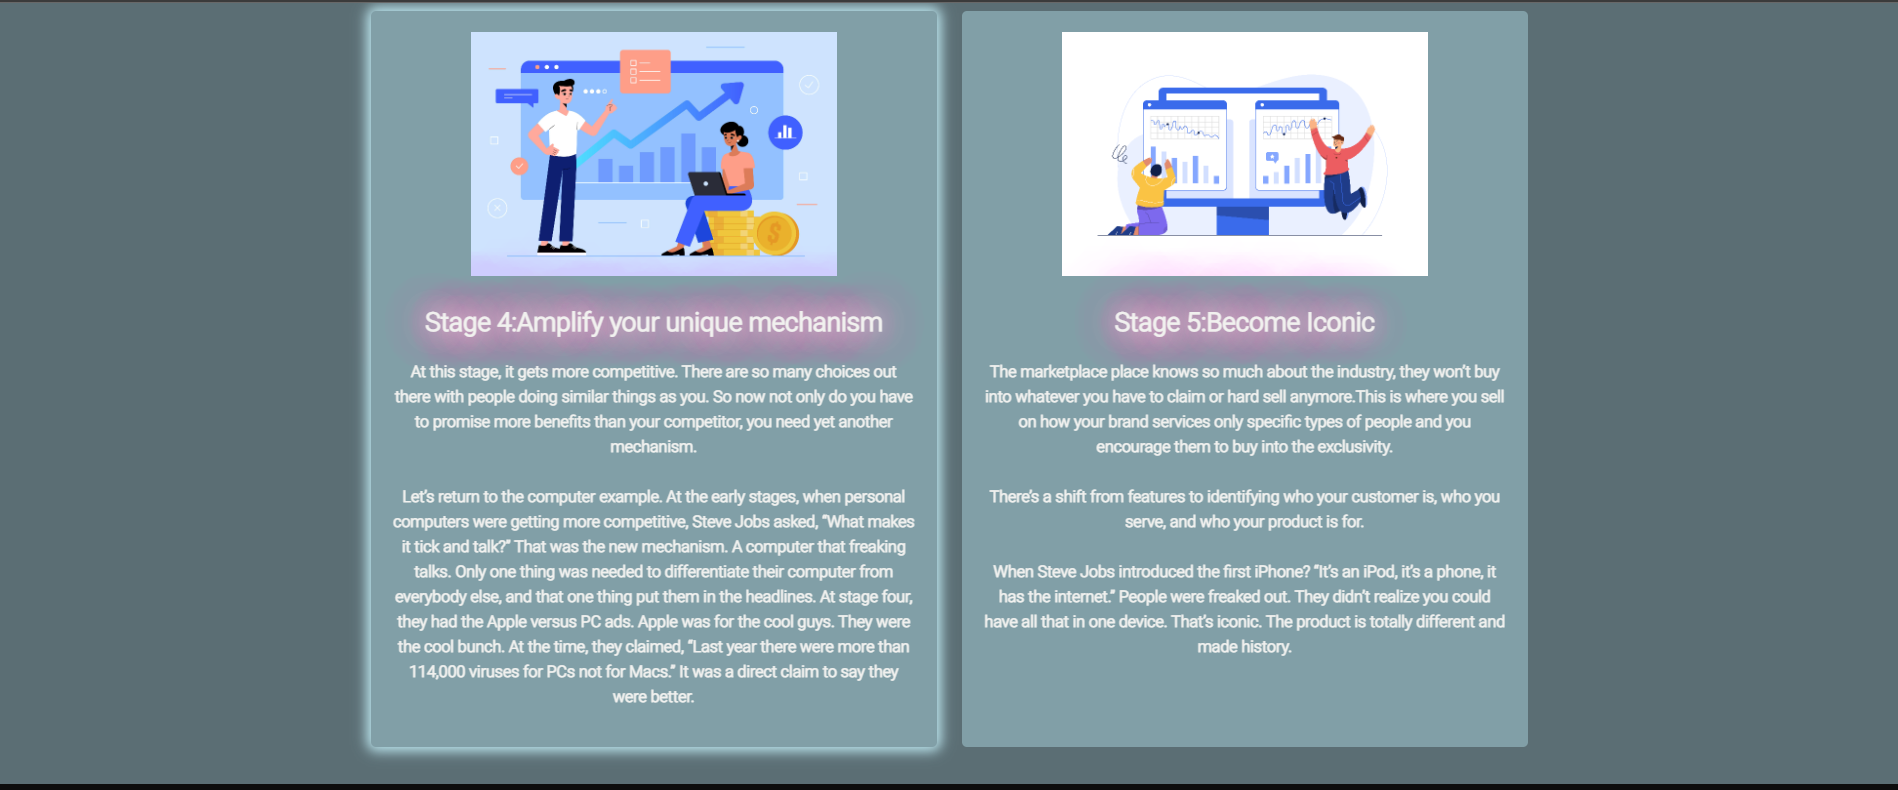 Stage 4:Amplify your unique mechanism
At this stage, it gets more competitive. There are so many choices out
there with people doing similar things as you. So now not only do you have
to promise more benefits than your competitor, you need yet another
mechanism.
Let’s return to the computer example. At the early stages, when personal
computers were getting more competitive, Steve Jobs asked, “What makes
it tick and talk?” That was the new mechanism. A computer that freaking
talks. Only one thing was needed to differentiate their computer from
everybody else, and that one thing put them in the headlines. At stage four,
they had the Apple versus PC ads. Apple was for the cool guys. They were
the cool bunch. At the time, they claimed, “Last year there were more than
114,000 viruses for PCs not for Macs.” It was a direct claim to say they
were better.
Stage 5:Become Iconic
The marketplace place knows so much about the industry, they won’t buy
into whatever you have to claim or hard sell anymore.This is where you sell
on how your brand services only specific types of people and you
encourage them to buy into the exclusivity.
There’s a shift from features to identifying who your customer is, who you
serve, and who your product is for.
When Steve Jobs introduced the first iPhone? “It’s an iPod, it’s a phone, it
has the internet.” People were freaked out. They didn’t realize you could
have all that in one device. That’s iconic. The product is totally different and
made history.